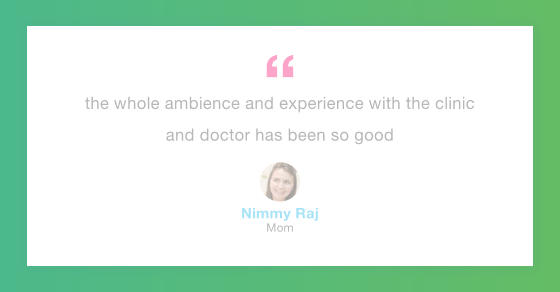 “
the whole ambience and experience with the clinic
and doctor has been so good
Nimmy Raj
Mom